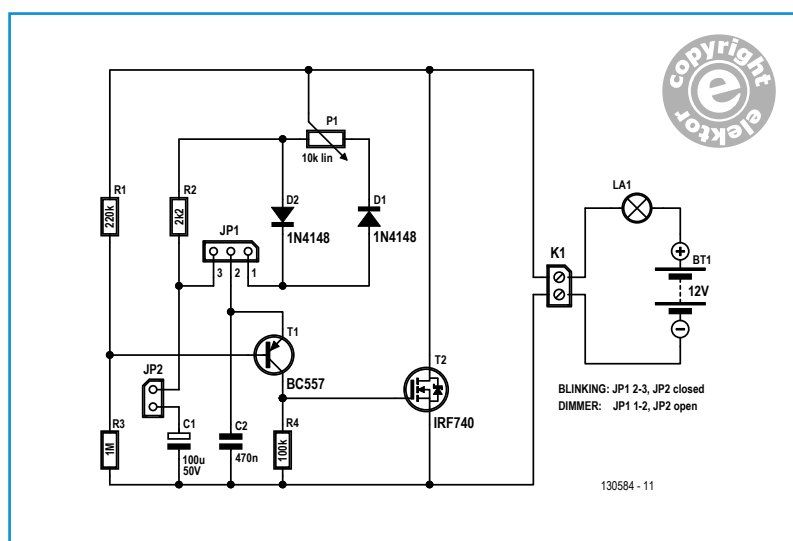 copyright
e
elektor
P1
10k lin
R1
220k
R2
2k2
D2
1N4148
D1
1N4148
JP1
3
2
1
LA1
K1
BT1
12V
T1
BC557
T2
IRF740
JP2
C1
100u
50V
C2
470n
R3
1M
R4
100k
BLINKING: JP1 2-3, JP2 closed
DIMMER: JP1 1-2, JP2 open
130584 - 11